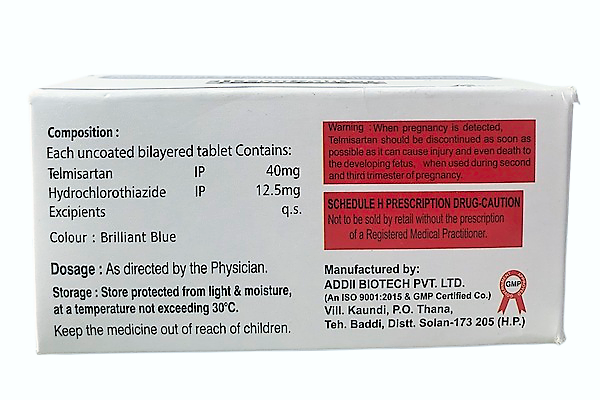 Composition :
Each uncoated bilayered tablet Contains:
Telmisartan IP 40mg
Hydrochlorothiazide IP 12.5mg
Excipients q.s.
Colour : Brilliant Blue
Dosage : As directed by the Physician.
Storage : Store protected from light & moisture,
at a temperature not exceeding 30°C.
Keep the medicine out of reach of children.
Warning : When pregnancy is detected,
Telmisartan should be discontinued as soon as
possible as it can cause injury and even death to
the developing fetus, when used during second
and third trimester of pregnancy.
SCHEDULE H PRESCRIPTION DRUG-CAUTION
Not to be sold by retail without the prescription
of a Registered Medical Practitioner.
Manufactured by:
ADDII BIOTECH PVT. LTD.
(An ISO 9001:2015 & GMP Certified Co.)
Vill. Kaundi, P.O. Thana,
Teh. Baddi, Distt. Solan-173 205 (H.P.)
GMP